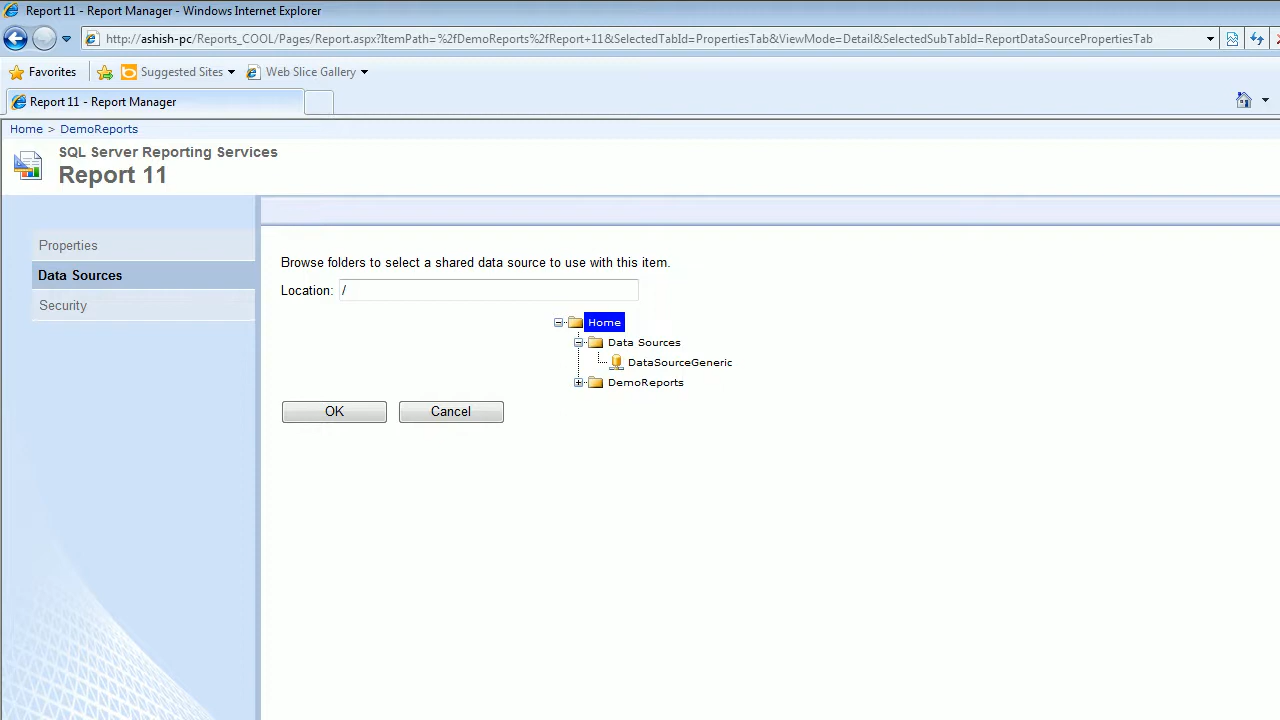 Report 11 - Report Manager - Windows Internet Explorer
http://ashish-pc/Reports_COOL/Pages/Report.aspx?ItemPath=%2fDemoReports%2fReport+11&SelectedTabId=PropertiesTab&ViewMode=Detail&SelectedSubTabId=ReportDataSourcePropertiesTab
Favorites Suggested Sites Web Slice Gallery
Report 11 - Report Manager
Home > DemoReports
SQL Server Reporting Services
Report 11
Properties
Data Sources
Security
Browse folders to select a shared data source to use with this item.
Location: /
Home
Data Sources
DataSourceGeneric
DemoReports
OK Cancel